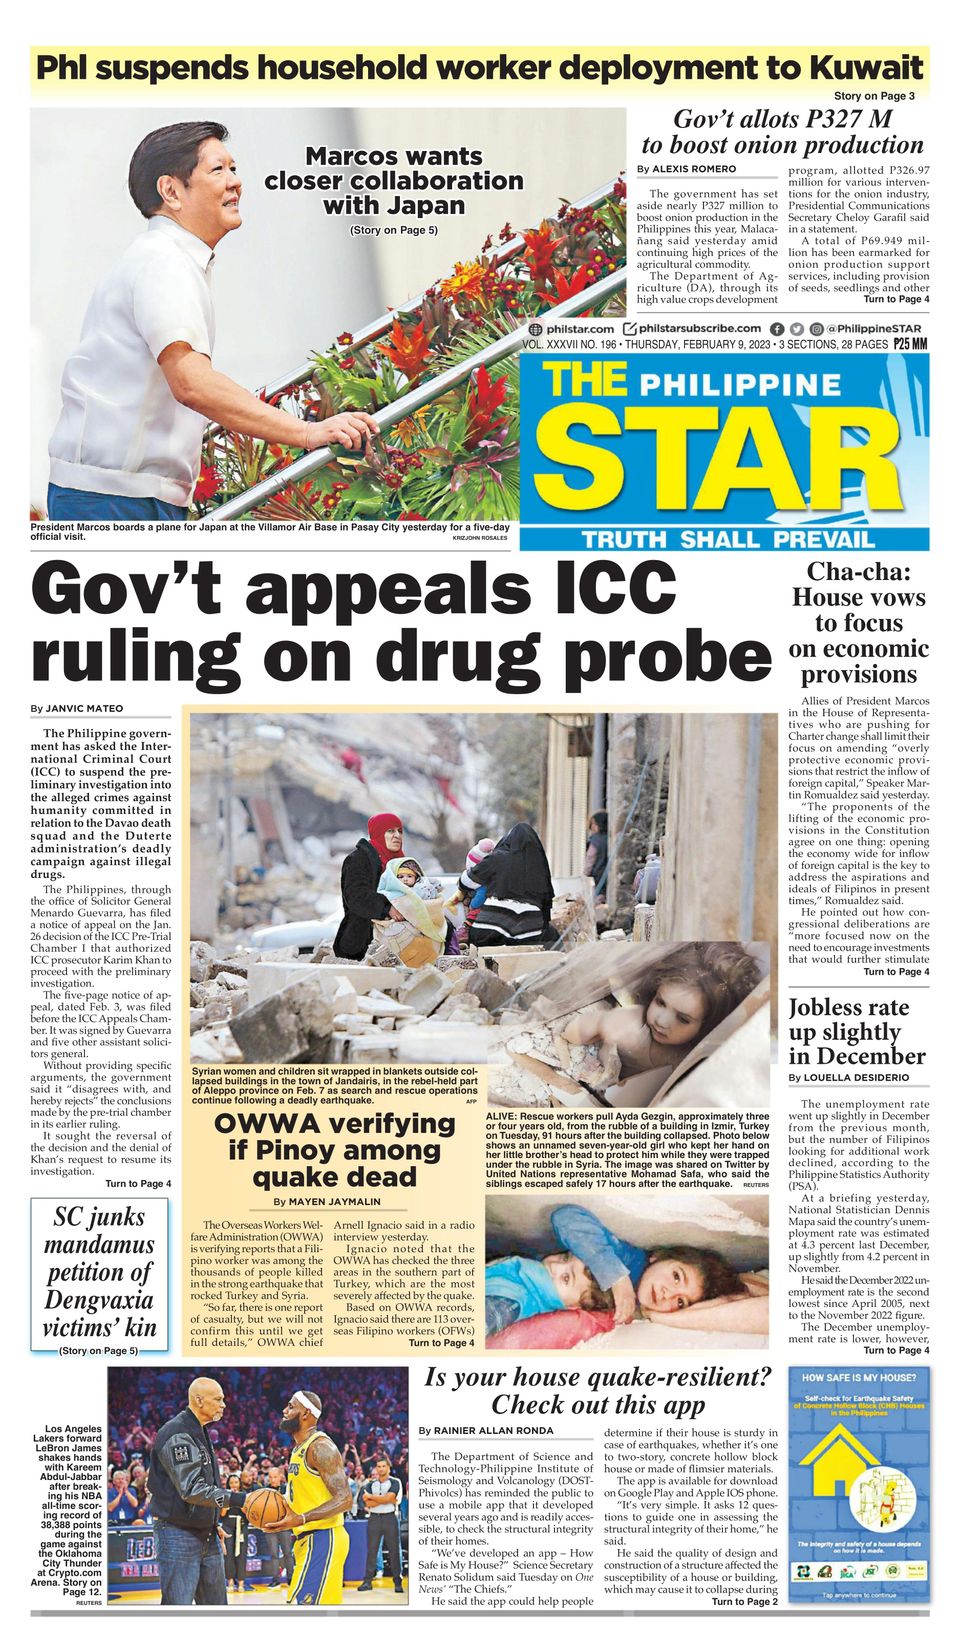 Phl suspends household worker deployment to Kuwait
Story on Page 3
Marcos wants
closer collaboration
with Japan
(Story on Page 5)
President Marcos boards a plane for Japan at the Villamor Air Base in Pasay City yesterday for a five-day
official visit.
KRIZJOHN ROSALES
Gov't allots P327 M
to boost onion production
By ALEXIS ROMERO
The government has set
aside nearly P327 million to
boost onion production in the
Philippines this year, Malaca-
ñang said yesterday amid
continuing high prices of the
agricultural commodity.
The Department of Ag-
riculture (DA), through its
high value crops development
program, allotted P326.97
million for various interven-
tions for the onion industry,
Presidential Communications
Secretary Cheloy Garafil said
in a statement.
A total of P69.949 mil-
lion has been earmarked for
onion production support
services, including provision
of seeds, seedlings and other
Turn to Page 4
philstar.com philstarsubscribe.com @PhilippineSTAR
VOL. XXXVII NO. 196 • THURSDAY, FEBRUARY 9, 2023 • 3 SECTIONS, 28 PAGES ₱25 MM
THE PHILIPPINE
STAR
TRUTH SHALL PREVAIL
Gov't appeals ICC
ruling on drug probe
By JANVIC MATEO
The Philippine govern-
ment has asked the Inter-
national Criminal Court
(ICC) to suspend the pre-
liminary investigation into
the alleged crimes against
humanity committed in
relation to the Davao death
squad and the Duterte
administration's deadly
campaign against illegal
drugs.
The Philippines, through
the office of Solicitor General
Menardo Guevarra, has filed
a notice of appeal on the Jan.
26 decision of the ICC Pre-Trial
Chamber I that authorized
ICC prosecutor Karim Khan to
proceed with the preliminary
investigation.
The five-page notice of ap-
peal, dated Feb. 3, was filed
before the ICC Appeals Cham-
ber. It was signed by Guevarra
and five other assistant solici-
tors general.
Without providing specific
arguments, the government
said it "disagrees with, and
hereby rejects" the conclusions
made by the pre-trial chamber
in its earlier ruling.
It sought the reversal of
the decision and the denial of
Khan's request to resume its
investigation.
Turn to Page 4
SC junks
mandamus
petition of
Dengvaxia
victims' kin
(Story on Page 5)
Syrian women and children sit wrapped in blankets outside col-
lapsed buildings in the town of Jandairis, in the rebel-held part
of Aleppo province on Feb. 7 as search and rescue operations
continue following a deadly earthquake.
AFP
OWWA verifying
if Pinoy among
quake dead
By MAYEN JAYMALIN
The Overseas Workers Wel-
fare Administration (OWWA)
is verifying reports that a Fili-
pino worker was among the
thousands of people killed
in the strong earthquake that
rocked Turkey and Syria.
"So far, there is one report
of casualty, but we will not
confirm this until we get
full details," OWWA chief
Arnell Ignacio said in a radio
interview yesterday.
Ignacio noted that the
OWWA has checked the three
areas in the southern part of
Turkey, which are the most
severely affected by the quake.
Based on OWWA records,
Ignacio said there are 113 over-
seas Filipino workers (OFWs)
Turn to Page 4
ALIVE: Rescue workers pull Ayda Gezgin, approximately three
or four years old, from the rubble of a building in Izmir, Turkey
on Tuesday, 91 hours after the building collapsed. Photo below
shows an unnamed seven-year-old girl who kept her hand on
her little brother's head to protect him while they were trapped
under the rubble in Syria. The image was shared on Twitter by
United Nations representative Mohamad Safa, who said the
siblings escaped safely 17 hours after the earthquake.
REUTERS
Cha-cha:
House vows
to focus
on economic
provisions
Allies of President Marcos
in the House of Representa-
tives who are pushing for
Charter change shall limit their
focus on amending "overly
protective economic provi-
sions that restrict the inflow of
foreign capital," Speaker Mar-
tin Romualdez said yesterday.
"The proponents of the
lifting of the economic pro-
visions in the Constitution
agree on one thing: opening
the economy wide for inflow
of foreign capital is the key to
address the aspirations and
ideals of Filipinos in present
times," Romualdez said.
He pointed out how con-
gressional deliberations are
"more focused now on the
need to encourage investments
that would further stimulate
Turn to Page 4
Jobless rate
up slightly
in December
By LOUELLA DESIDERIO
The unemployment rate
went up slightly in December
from the previous month,
but the number of Filipinos
looking for additional work
declined, according to the
Philippine Statistics Authority
(PSA).
At a briefing yesterday,
National Statistician Dennis
Mapa said the country's unem-
ployment rate was estimated
at 4.3 percent last December,
up slightly from 4.2 percent in
November.
He said the December 2022 un-
employment rate is the second
lowest since April 2005, next
to the November 2022 figure.
The December unemploy-
ment rate is lower, however,
Turn to Page 4
Los Angeles
Lakers forward
LeBron James
shakes hands
with Kareem
Abdul-Jabbar
after break-
ing his NBA
all-time scor-
ing record of
38,388 points
during the
game against
the Oklahoma
City Thunder
at Crypto.com
Arena. Story on
Page 12.
REUTERS
Is your house quake-resilient?
Check out this app
By RAINIER ALLAN RONDA
The Department of Science and
Technology-Philippine Institute of
Seismology and Volcanology (DOST-
Phivolcs) has reminded the public to
use a mobile app that it developed
several years ago and is readily acces-
sible, to check the structural integrity
of their homes.
"We've developed an app – How
Safe is My House?" Science Secretary
Renato Solidum said Tuesday on One
News' "The Chiefs."
He said the app could help people
determine if their house is sturdy in
case of earthquakes, whether it's one
to two-story, concrete hollow block
house or made of flimsier materials.
The app is available for download
on Google Play and Apple IOS phone.
"It's very simple. It asks 12 ques-
tions to guide one in assessing the
structural integrity of their home," he
said.
He said the quality of design and
construction of a structure affected the
susceptibility of a house or building,
which may cause it to collapse during
Turn to Page 2
HOW SAFE IS MY HOUSE?
Self-check for Earthquake Safety
of Concrete Hollow Block (CHB) Houses
in the Philippines
The integrity and safety of a house depends
on how it is made.
JICA
JST
Tap anywhere to continue